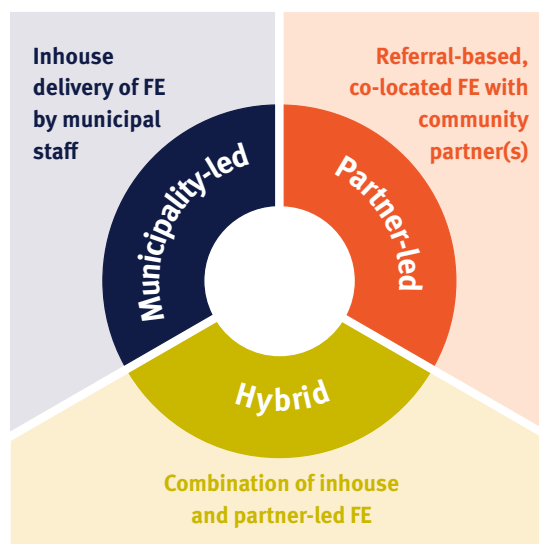 Inhouse
delivery of FE
by municipal
staff
Referral-based,
co-located FE with
community
partner(s)
Municipality-led
Partner-led
Hybrid
Combination of inhouse
and partner-led FE